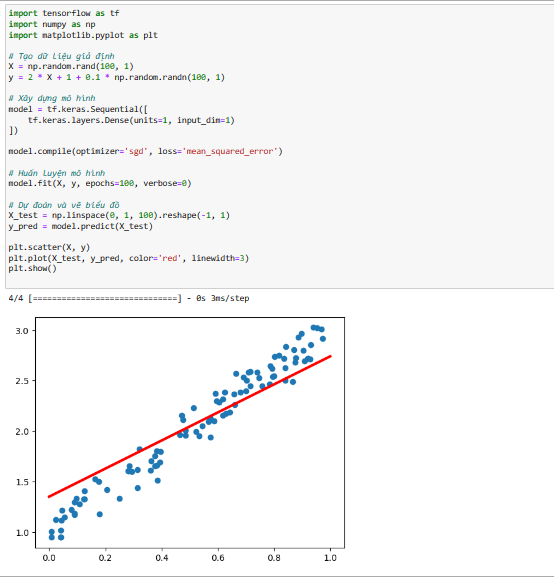 import tensorflow as tf
import numpy as np
import matplotlib.pyplot as plt
# Tạo dữ liệu giả định
X = np.random.rand(100, 1)
y = 2 * X + 1 + 0.1 * np.random.randn(100, 1)
# Xây dựng mô hình
model = tf.keras.Sequential([
    tf.keras.layers.Dense(units=1, input_dim=1)
])
model.compile(optimizer='sgd', loss='mean_squared_error')
# Huấn luyện mô hình
model.fit(X, y, epochs=100, verbose=0)
# Dự đoán và vẽ biểu đồ
X_test = np.linspace(0, 1, 100).reshape(-1, 1)
y_pred = model.predict(X_test)
plt.scatter(X, y)
plt.plot(X_test, y_pred, color='red', linewidth=3)
plt.show()
4/4 [==============================] - 0s 3ms/step
3.0
2.5
2.0
1.5
1.0
0.0 0.2 0.4 0.6 0.8 1.0